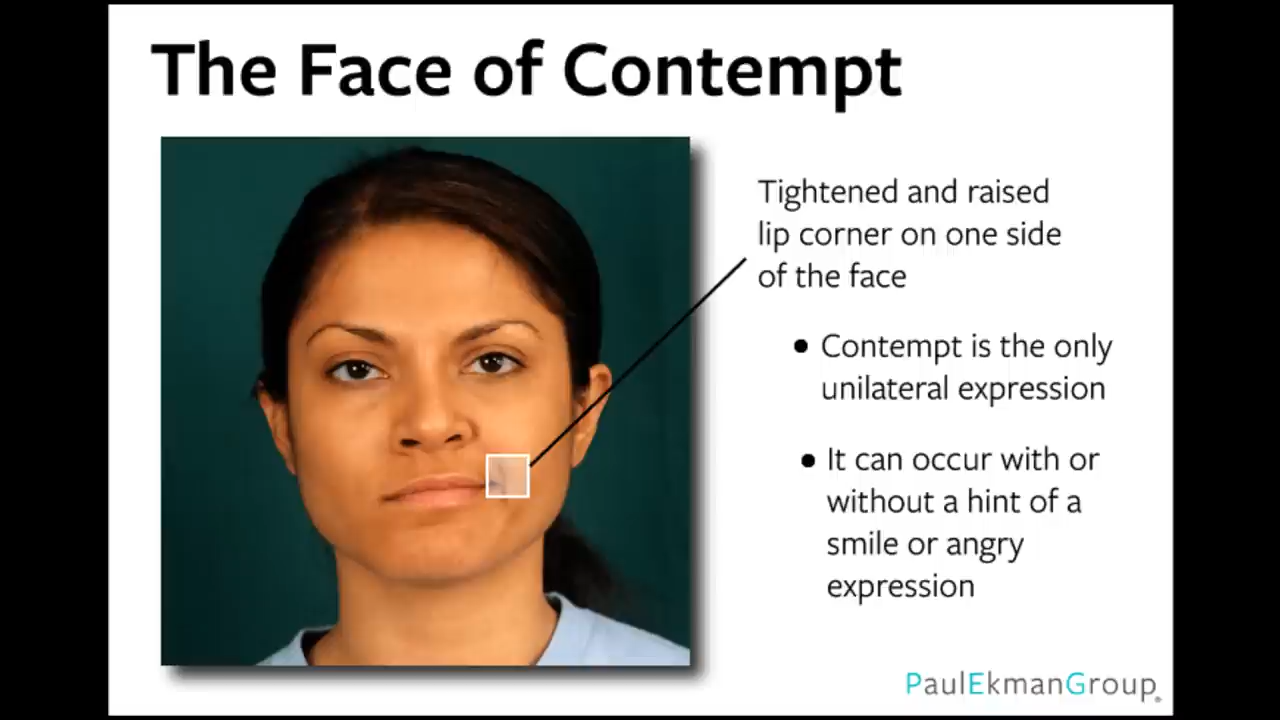 The Face of Contempt
Tightened and raised
lip corner on one side
of the face
• Contempt is the only
unilateral expression
• It can occur with or
without a hint of a
smile or angry
expression
PaulEkmanGroup®